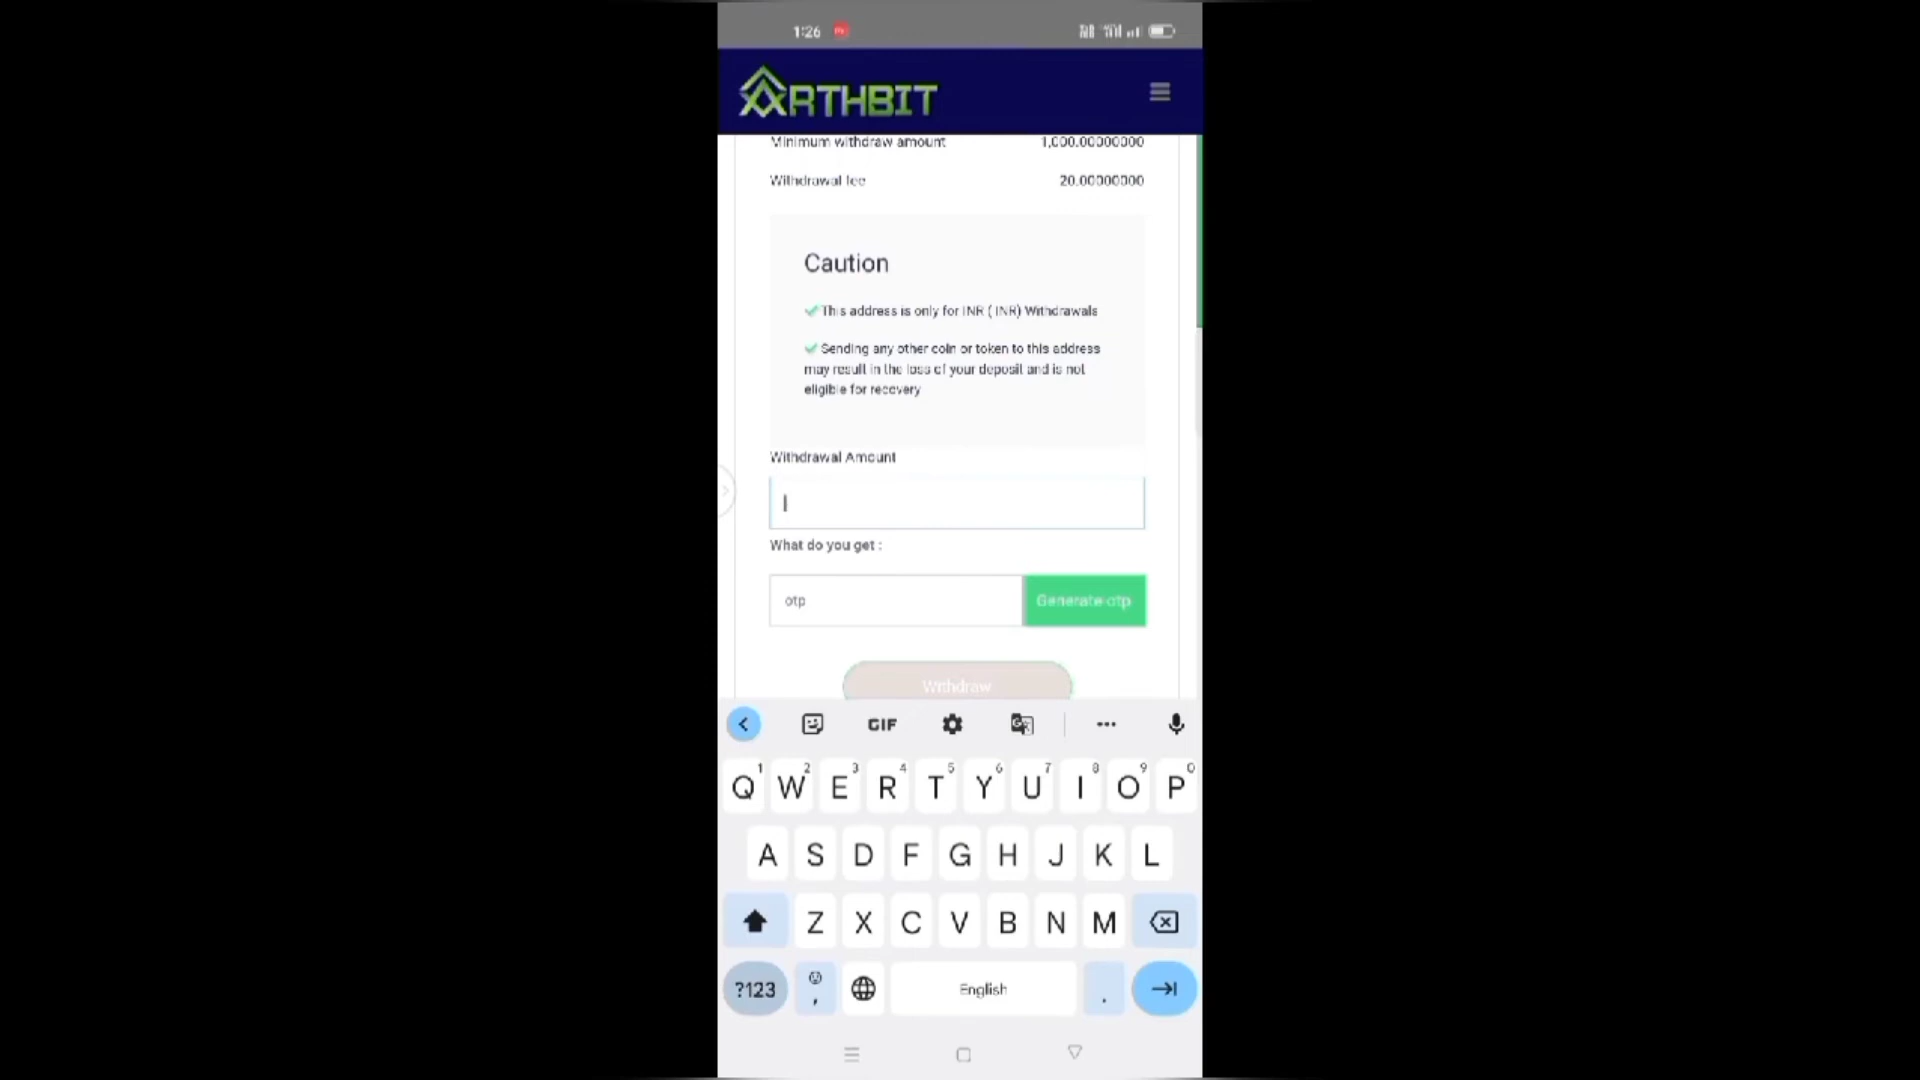 1:26
ARTHBIT
Minimum withdraw amount 1,000.00000000
Withdrawal fee 20.00000000
Caution
This address is only for INR ( INR) Withdrawals
Sending any other coin or token to this address
may result in the loss of your deposit and is not
eligible for recovery
Withdrawal Amount
What do you get :
otp Generate otp
Withdraw
GIF
Q 1 W 2 E 3 R 4 T 5 Y 6 U 7 I 8 O 9 P 0
A S D F G H J K L
Z X C V B N M
?123 , English .